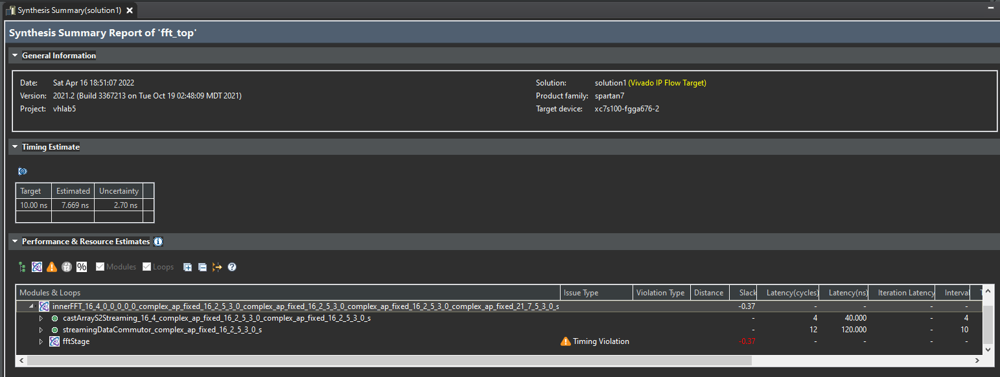 Synthesis Summary(solution1)
Synthesis Summary Report of 'fft_top'
General Information
Date: Sat Apr 16 18:51:07 2022 Solution: solution1 (Vivado IP Flow Target)
Version: 2021.2 (Build 3367213 on Tue Oct 19 02:48:09 MDT 2021) Product family: spartan7
Project: vhlab5 Target device: xc7s100-fgga676-2
Timing Estimate
Target Estimated Uncertainty
10.00 ns 7.669 ns 2.70 ns
Performance & Resource Estimates
% Modules Loops
Modules & Loops Issue Type Violation Type Distance Slack Latency(cycles) Latency(ns) Iteration Latency Interval
innerFFT_16_4_0_0_0_0_0_complex_ap_fixed_16_2_5_3_0_complex_ap_fixed_16_2_5_3_0_complex_ap_fixed_16_2_5_3_0_complex_ap_fixed_21_7_5_3_0_s -0.37 - - - -
castArrayS2Streaming_16_4_complex_ap_fixed_16_2_5_3_0_complex_ap_fixed_16_2_5_3_0_s - 4 40.000 - 4
streamingDataCommutor_complex_ap_fixed_16_2_5_3_0_s - 12 120.000 - 10
fftStage Timing Violation -0.37 - - - -